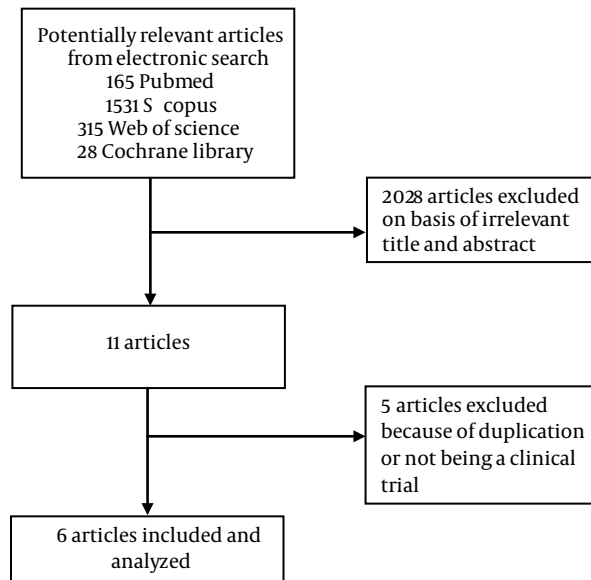 Potentially relevant articles
from electronic search
165 Pubmed
1531 S copus
315 Web of science
28 Cochrane library
2028 articles excluded
on basis of irrelevant
title and abstract
11 articles
5 articles excluded
because of duplication
or not being a clinical
trial
6 articles included and
analyzed